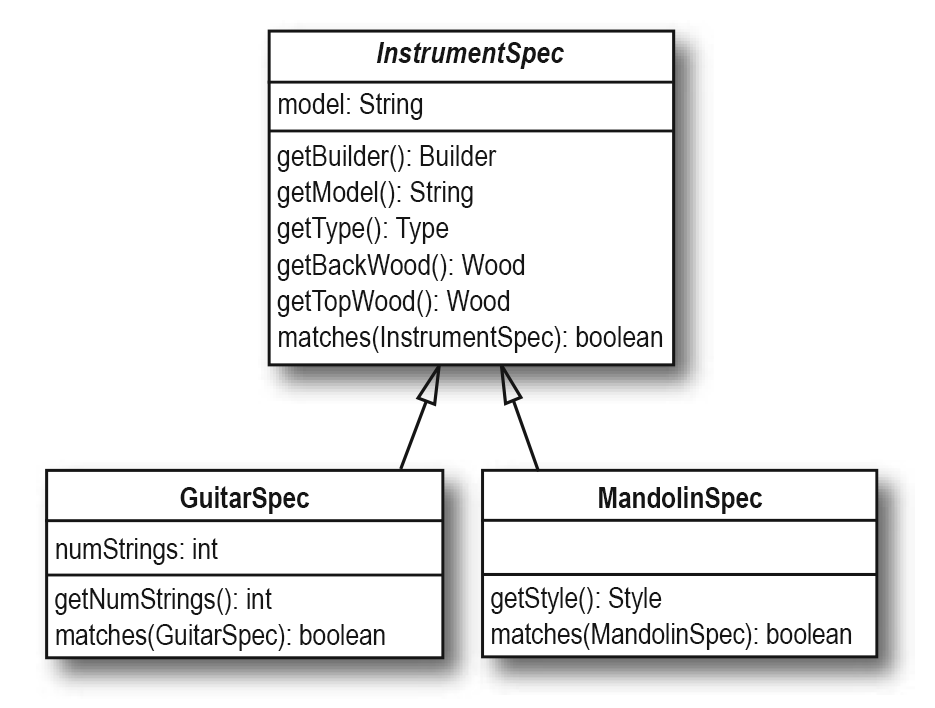 InstrumentSpec
model: String
getBuilder(): Builder
getModel(): String
getType(): Type
getBackWood(): Wood
getTopWood(): Wood
matches(InstrumentSpec): boolean
GuitarSpec
numStrings: int
getNumStrings(): int
matches(GuitarSpec): boolean
MandolinSpec
getStyle(): Style
matches(MandolinSpec): boolean